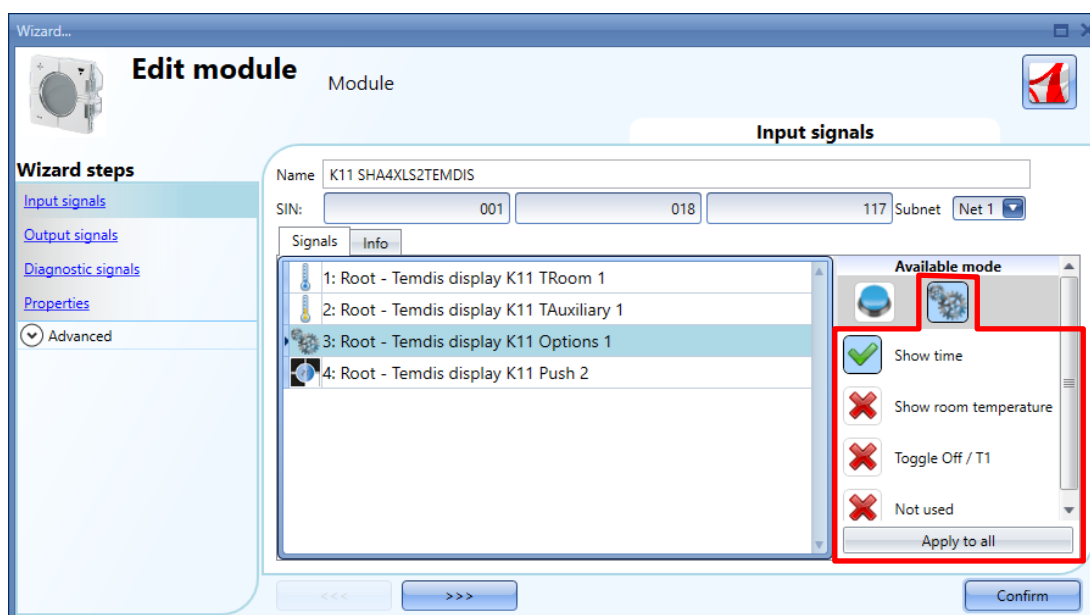 Wizard...
Edit module
Module
Input signals
Wizard steps
Input signals
Output signals
Diagnostic signals
Properties
Advanced
Name K11 SHA4XLS2TEMDIS
SIN: 001 018 117 Subnet Net 1
Signals Info
1: Root - Temdis display K11 TRoom 1
2: Root - Temdis display K11 TAuxiliary 1
3: Root - Temdis display K11 Options 1
4: Root - Temdis display K11 Push 2
Available mode
Show time
Show room temperature
Toggle Off / T1
Not used
Apply to all
<<<
>>>
Confirm